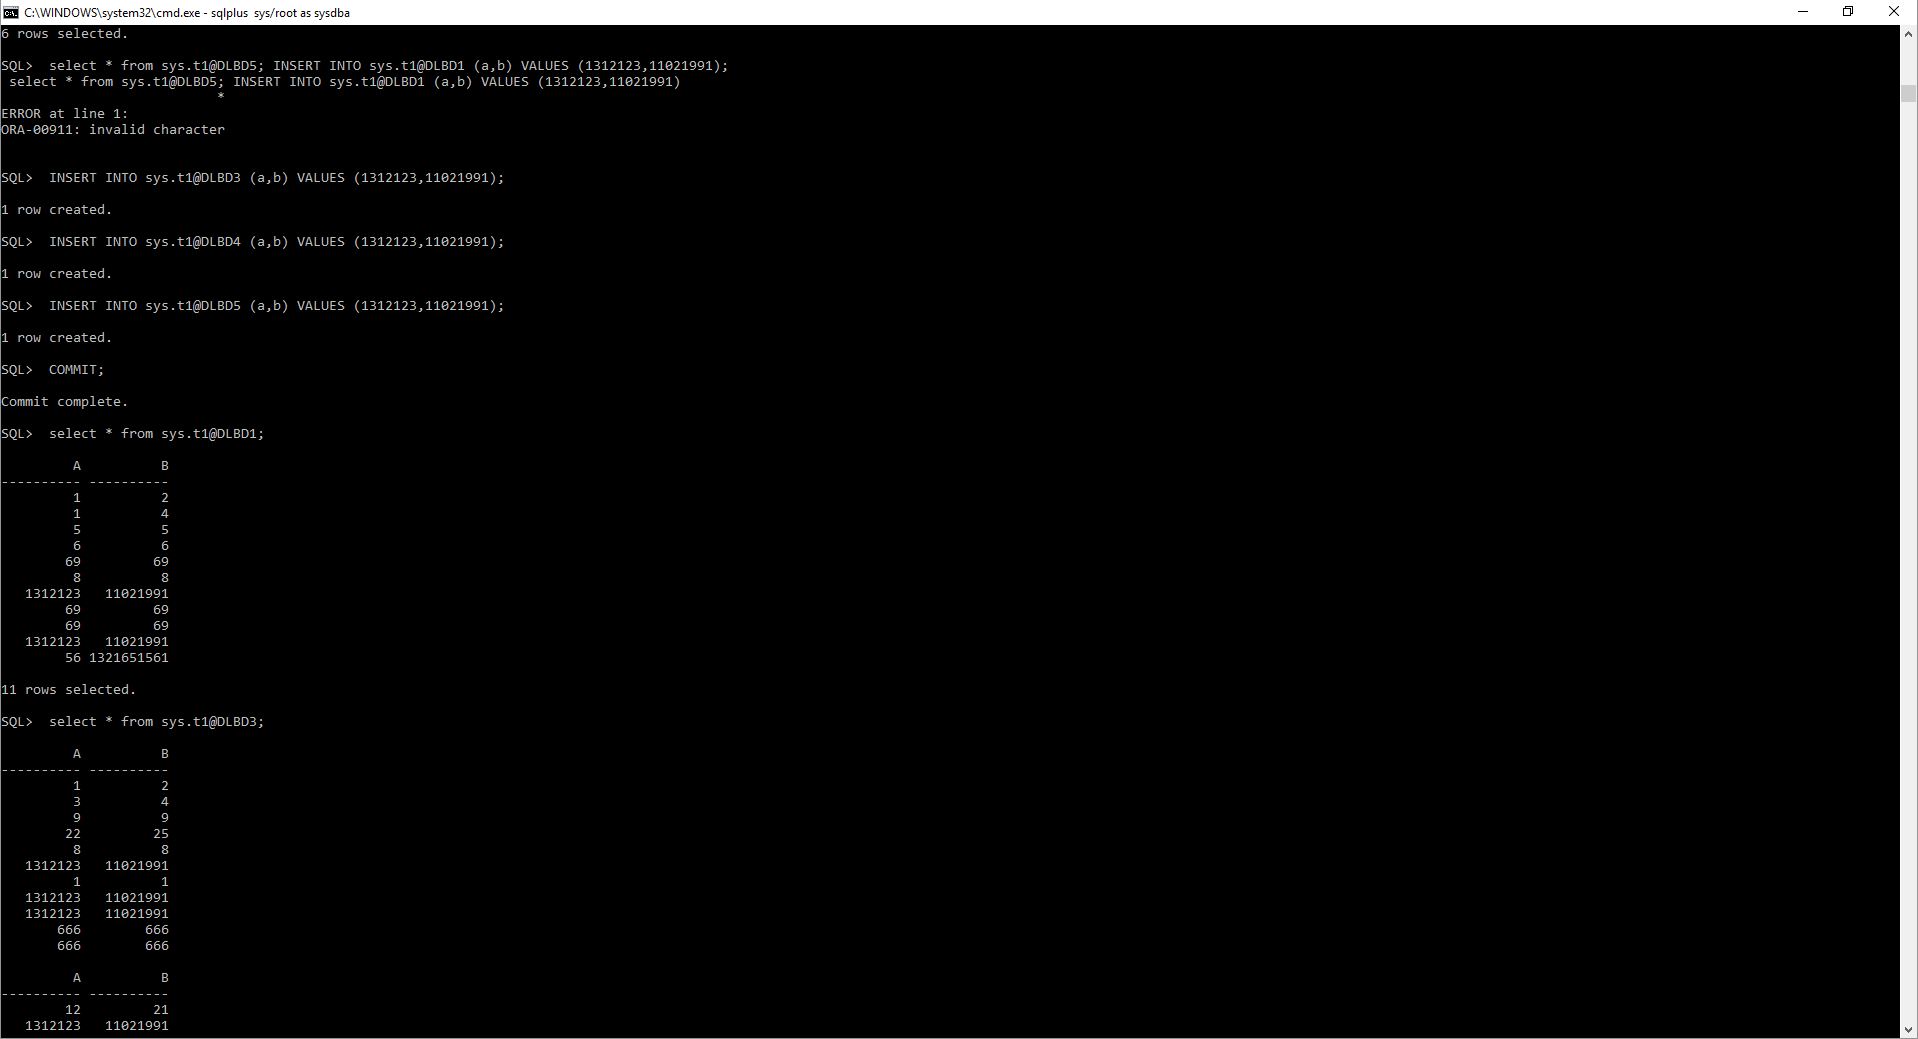 C:\WINDOWS\system32\cmd.exe - sqlplus  sys/root as sysdba
6 rows selected.
SQL>  select * from sys.t1@DLBD5; INSERT INTO sys.t1@DLBD1 (a,b) VALUES (1312123,11021991);
 select * from sys.t1@DLBD5; INSERT INTO sys.t1@DLBD1 (a,b) VALUES (1312123,11021991)
                           *
ERROR at line 1:
ORA-00911: invalid character
SQL>  INSERT INTO sys.t1@DLBD3 (a,b) VALUES (1312123,11021991);
1 row created.
SQL>  INSERT INTO sys.t1@DLBD4 (a,b) VALUES (1312123,11021991);
1 row created.
SQL>  INSERT INTO sys.t1@DLBD5 (a,b) VALUES (1312123,11021991);
1 row created.
SQL>  COMMIT;
Commit complete.
SQL>  select * from sys.t1@DLBD1;
         A          B
---------- ----------
         1          2
         1          4
         5          5
         6          6
        69         69
         8          8
   1312123   11021991
        69         69
        69         69
   1312123   11021991
        56 1321651561
11 rows selected.
SQL>  select * from sys.t1@DLBD3;
         A          B
---------- ----------
         1          2
         3          4
         9          9
        22         25
         8          8
   1312123   11021991
         1          1
   1312123   11021991
   1312123   11021991
       666        666
       666        666
         A          B
---------- ----------
        12         21
   1312123   11021991